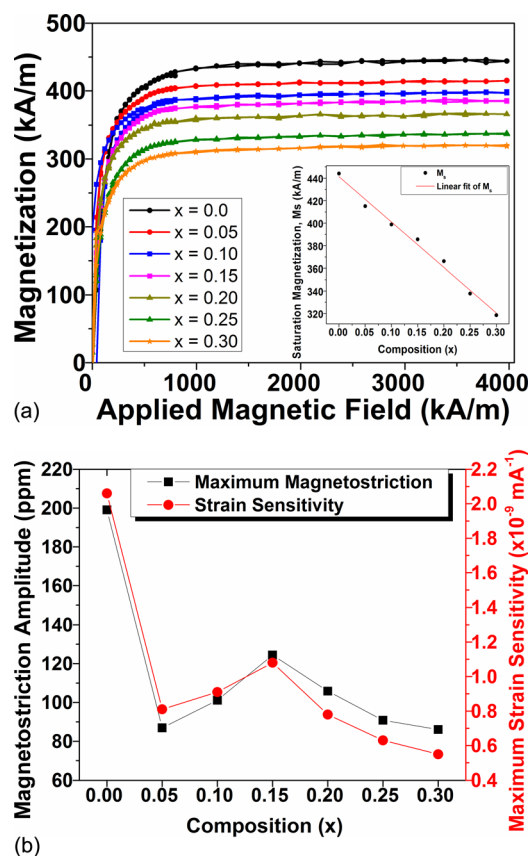 500
400
300
200
100
0
Magnetization (kA/m)
x = 0.0
x = 0.05
x = 0.10
x = 0.15
x = 0.20
x = 0.25
x = 0.30
440
420
400
380
360
340
320
Saturation Magnetization, Ms (kA/m)
Ms
Linear fit of Ms
0.00 0.05 0.10 0.15 0.20 0.25 0.30
Composition (x)
0 1000 2000 3000 4000
(a)
Applied Magnetic Field (kA/m)
220
200
180
160
140
120
100
80
60
Magnetostriction Amplitude (ppm)
Maximum Magnetostriction
Strain Sensitivity
2.2
2.0
1.8
1.6
1.4
1.2
1.0
0.8
0.6
0.4
Maximum Strain Sensitivity (x10⁻⁹ mA⁻¹)
0.00 0.05 0.10 0.15 0.20 0.25 0.30
Composition (x)
(b)